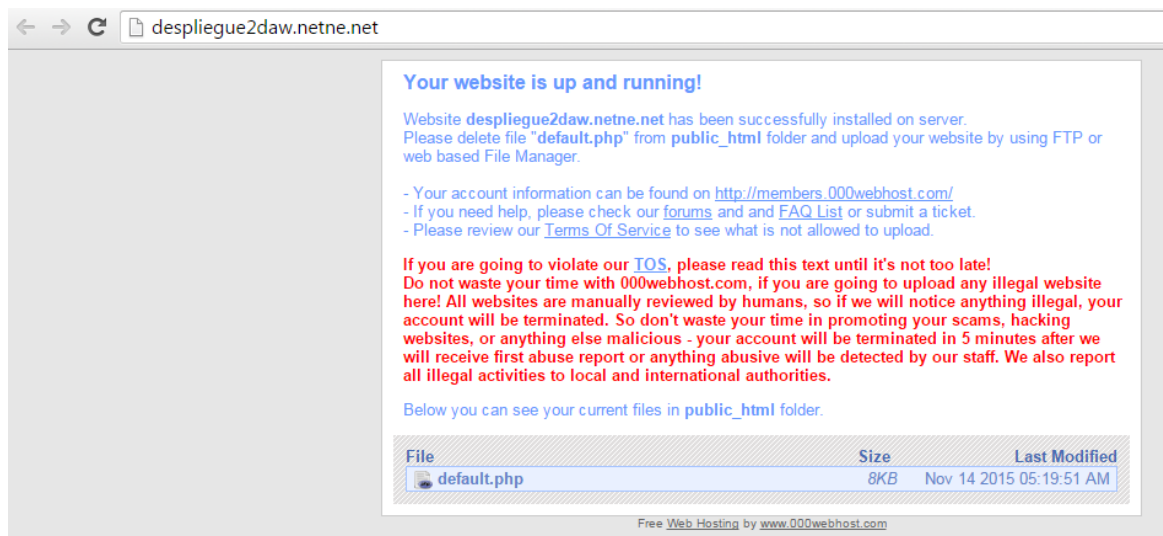 despliegue2daw.netne.net
Your website is up and running!
Website despliegue2daw.netne.net has been successfully installed on server.
Please delete file "default.php" from public_html folder and upload your website by using FTP or
web based File Manager.
- Your account information can be found on http://members.000webhost.com/
- If you need help, please check our forums and and FAQ List or submit a ticket.
- Please review our Terms Of Service to see what is not allowed to upload.
If you are going to violate our TOS, please read this text until it's not too late!
Do not waste your time with 000webhost.com, if you are going to upload any illegal website
here! All websites are manually reviewed by humans, so if we will notice anything illegal, your
account will be terminated. So don't waste your time in promoting your scams, hacking
websites, or anything else malicious - your account will be terminated in 5 minutes after we
will receive first abuse report or anything abusive will be detected by our staff. We also report
all illegal activities to local and international authorities.
Below you can see your current files in public_html folder.
File Size Last Modified
default.php 8KB Nov 14 2015 05:19:51 AM
Free Web Hosting by www.000webhost.com